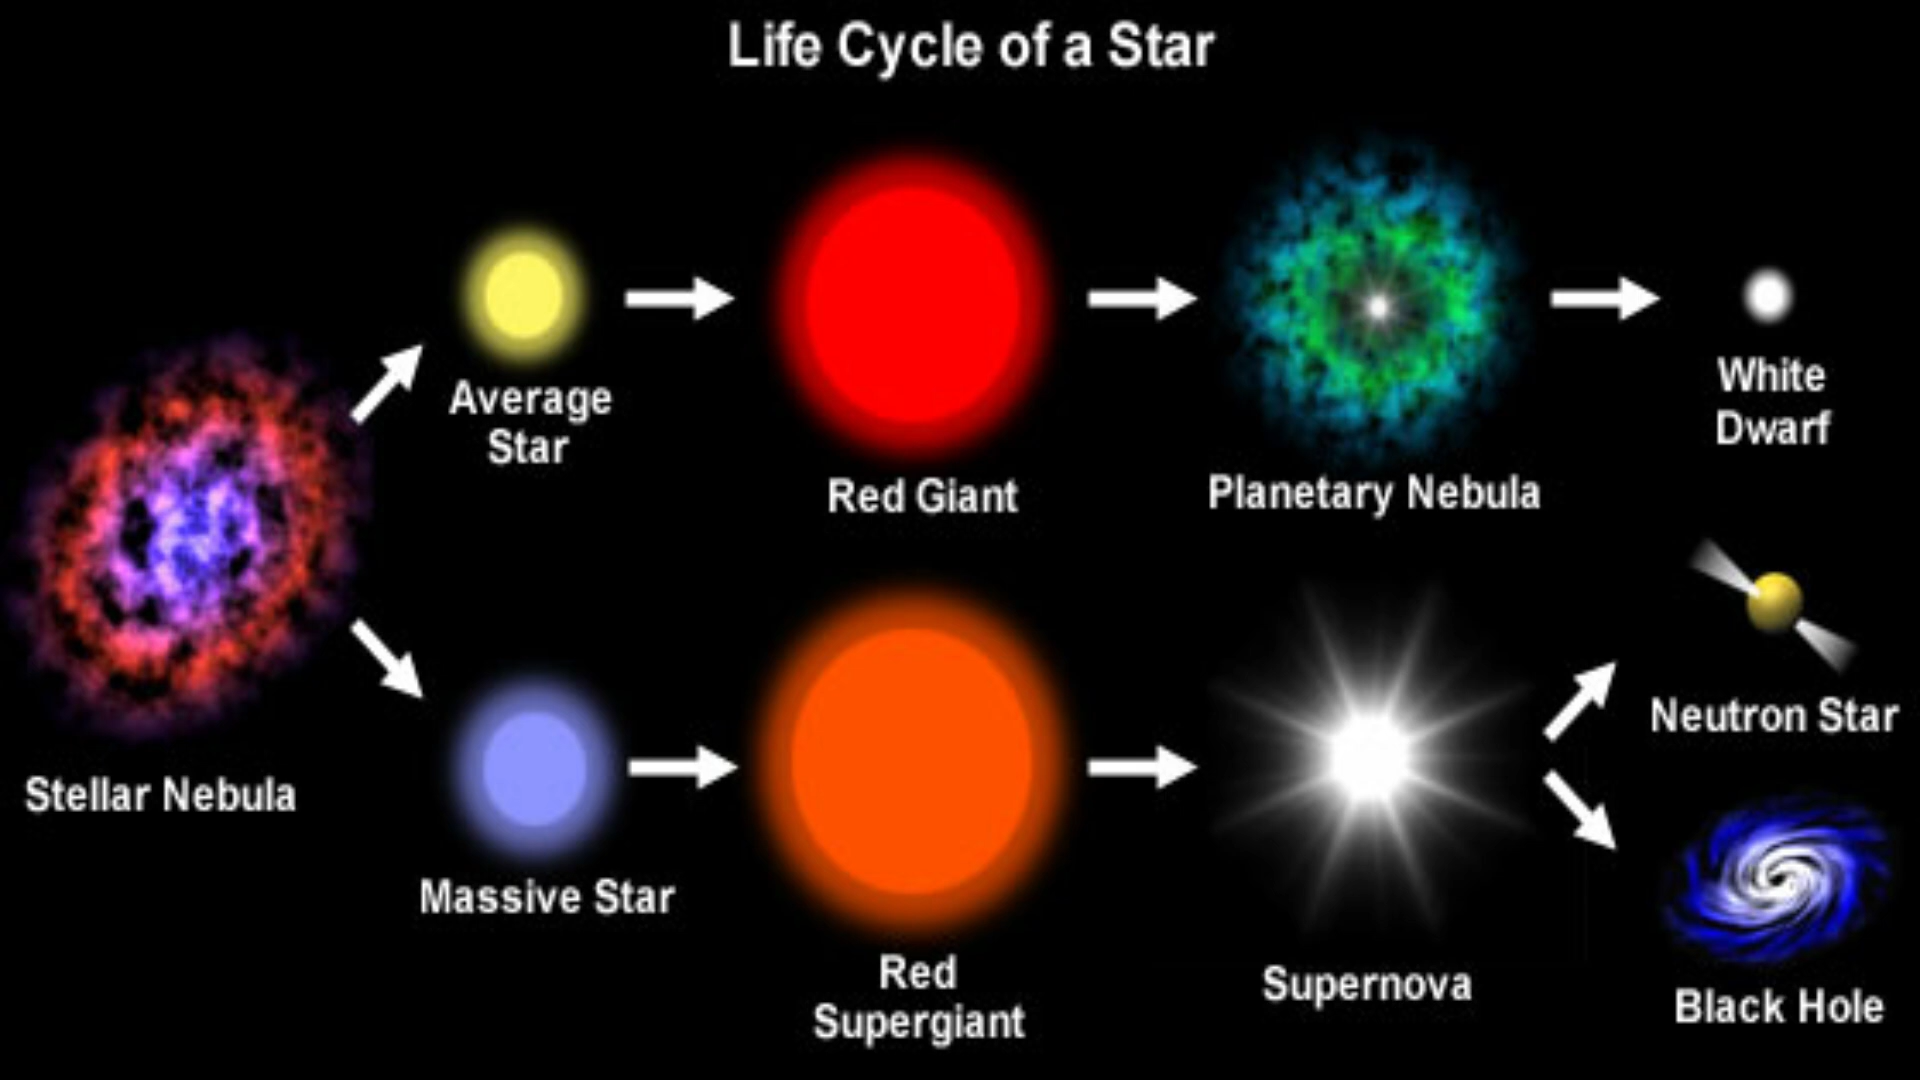 Life Cycle of a Star
Average
Star
Red Giant
Planetary Nebula
White
Dwarf
Stellar Nebula
Massive Star
Red
Supergiant
Supernova
Neutron Star
Black Hole